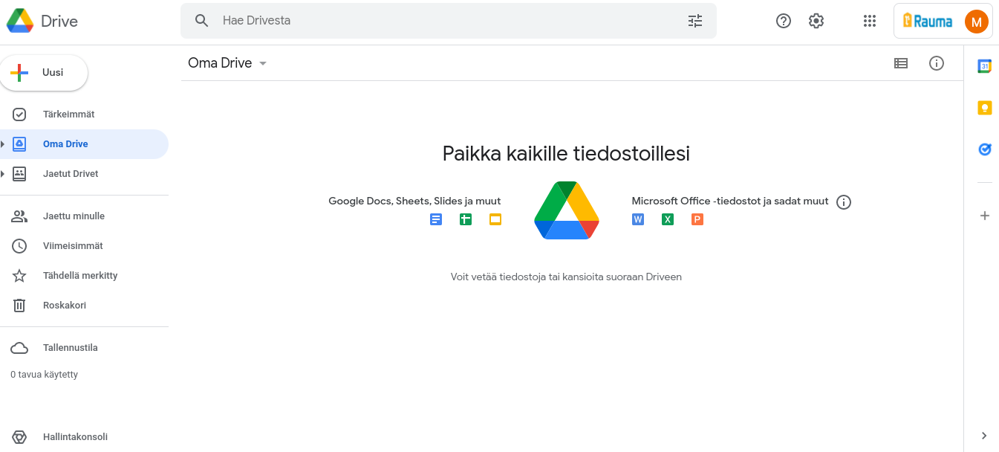 Drive
Hae Drivesta
Rauma
M
Uusi
Oma Drive
31
Tärkeimmät
Oma Drive
Jaetut Drivet
Jaettu minulle
Viimeisimmät
Tähdellä merkitty
Roskakori
Tallennustila
0 tavua käytetty
Hallintakonsoli
Paikka kaikille tiedostoillesi
Google Docs, Sheets, Slides ja muut
Microsoft Office -tiedostot ja sadat muut
W X P
Voit vetää tiedostoja tai kansioita suoraan Driveen